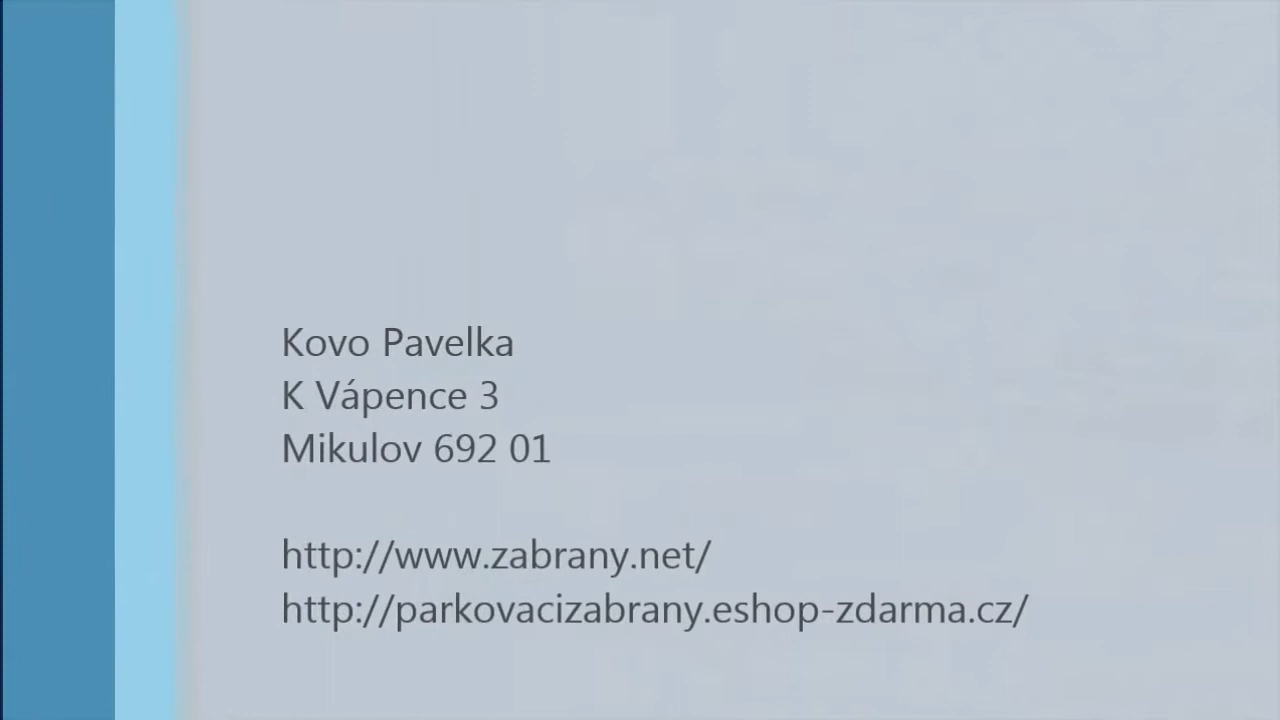 Kovo Pavelka
K Vápence 3
Mikulov 692 01
http://www.zabrany.net/
http://parkovacizabrany.eshop-zdarma.cz/